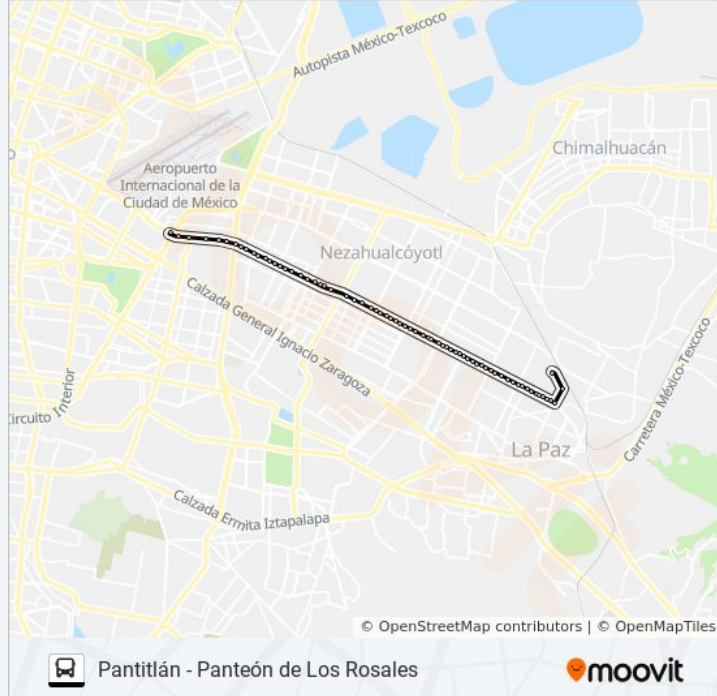 Autopista México-Texcoco
Chimalhuacán
Aeropuerto
Internacional de la
Ciudad de México
Nezahualcóyotl
Calzada General Ignacio Zaragoza
Circuito Interior
Carretera México-Texcoco
La Paz
Calzada Ermita Iztapalapa
© OpenStreetMap contributors | © OpenMapTiles
Pantitlán - Panteón de Los Rosales
moovit